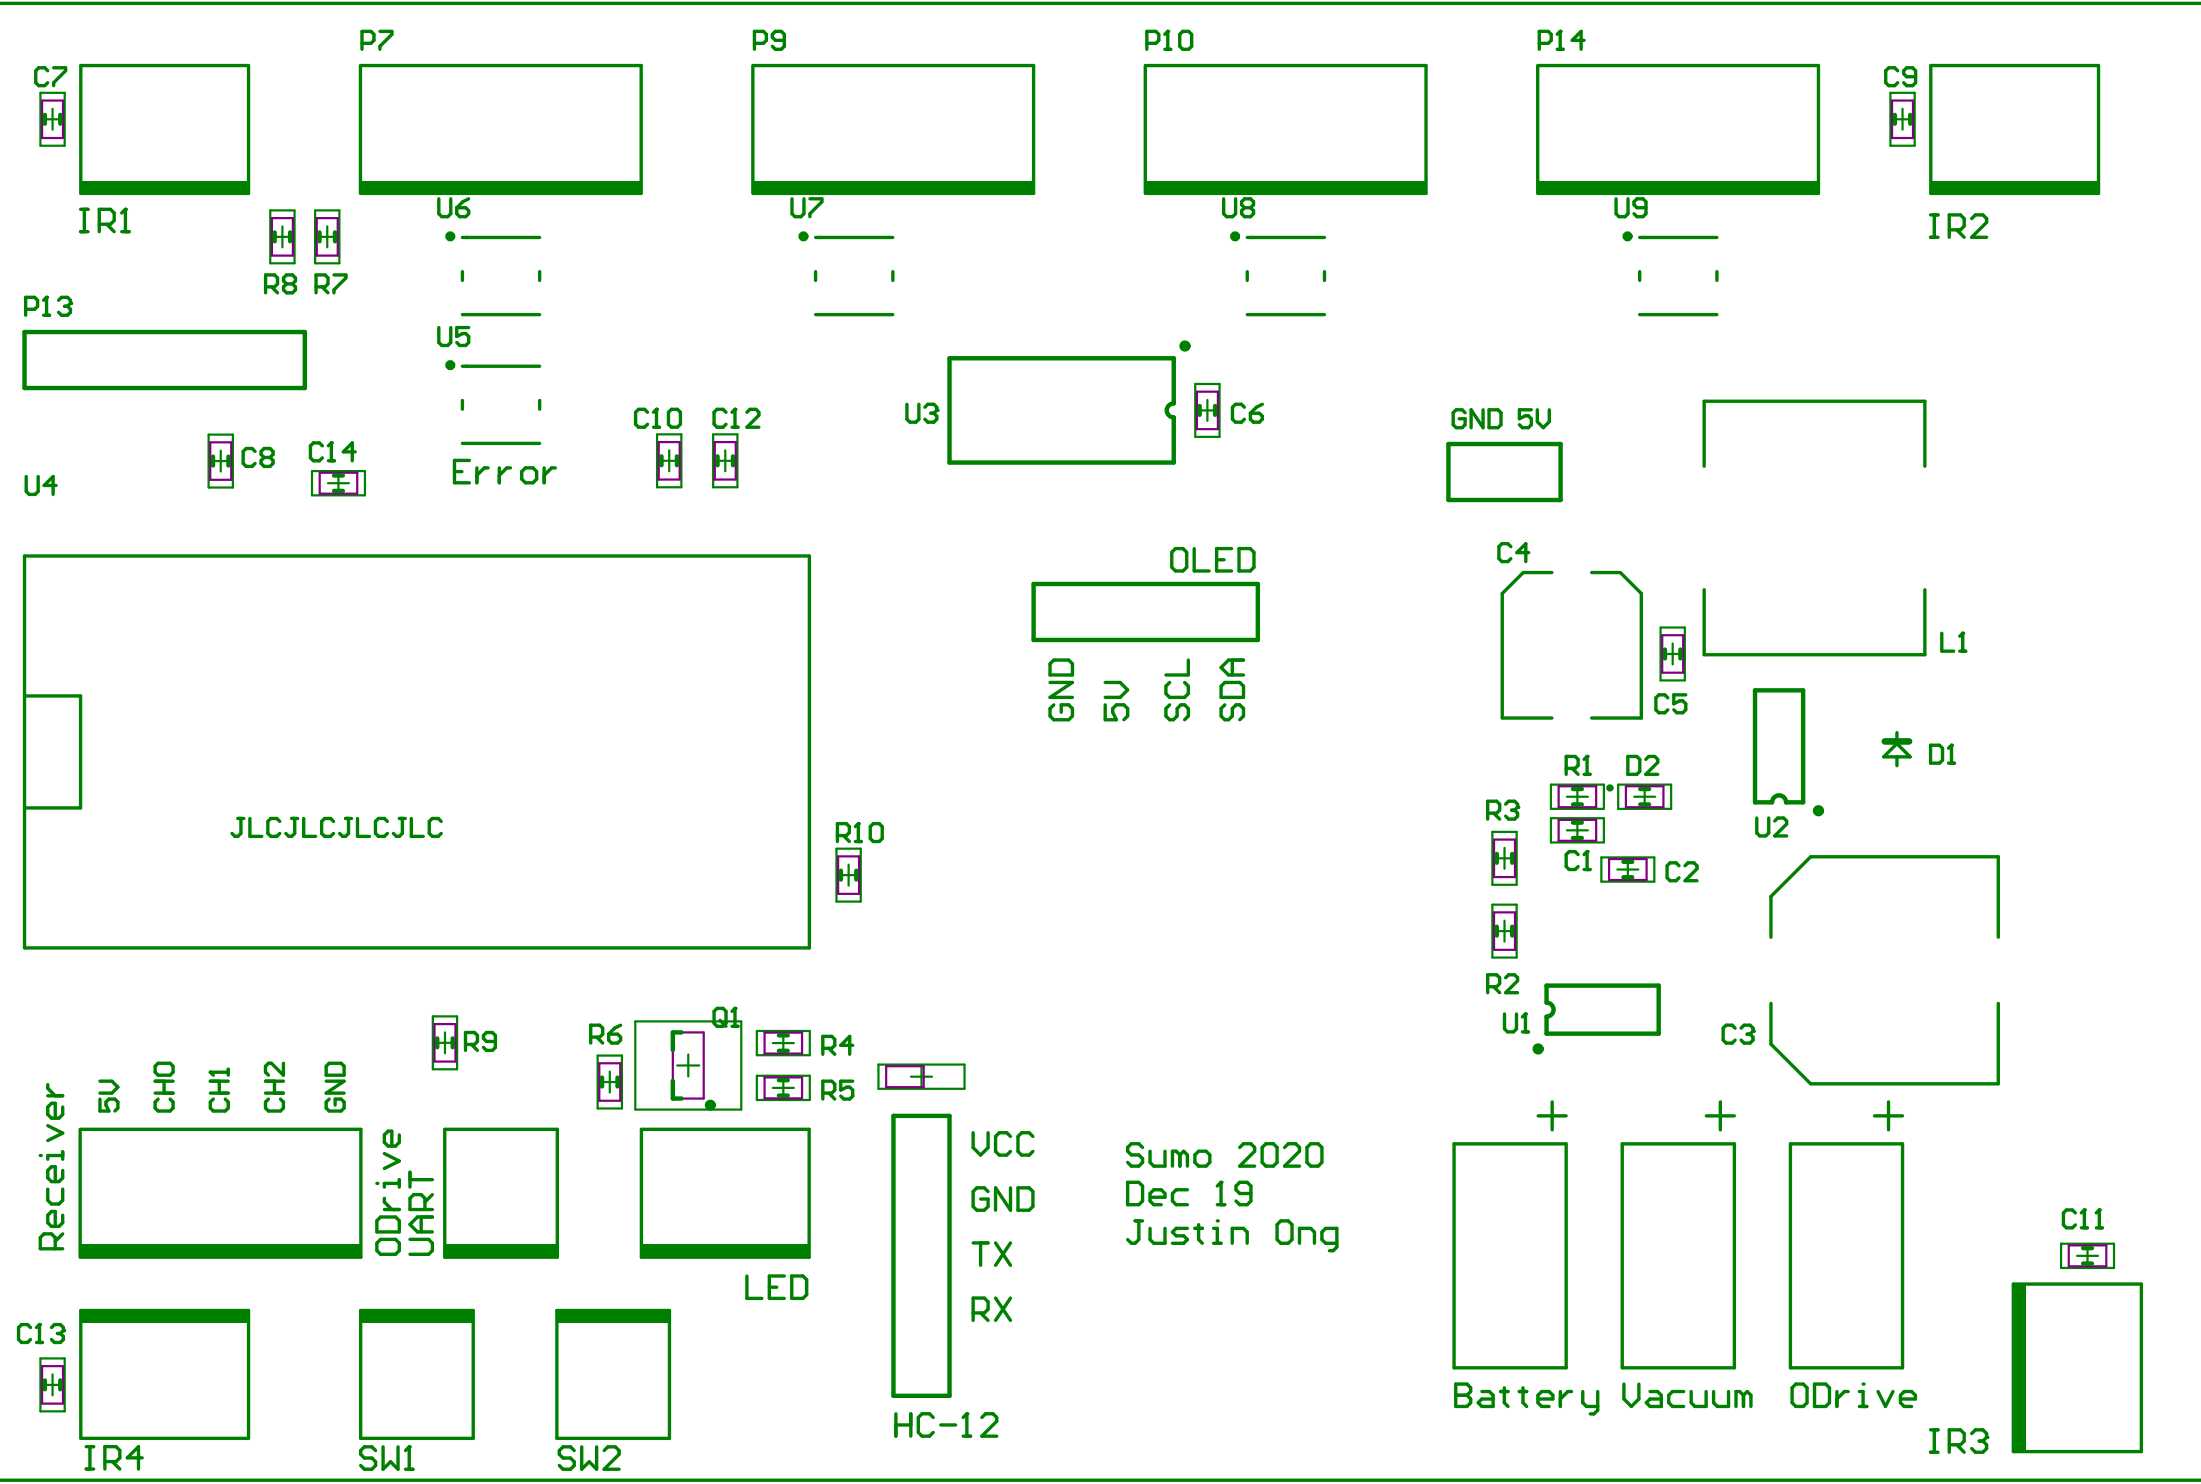 P7
P9
P10
P14
C7
C9
IR1
U6
U7
U8
U9
IR2
R8
R7
P13
U5
C10
C12
U3
C6
GND 5V
C8
C14
Error
U4
C4
OLED
L1
GND
5V
SCL
SDA
C5
R1
D2
D1
R3
U2
JLCJLCJLCJLC
R10
C1
C2
R2
U1
C3
Q1
R9
R6
R4
R5
Receiver
5V
CH0
CH1
CH2
GND
ODrive
UART
+
+
+
VCC
GND
TX
RX
Sumo 2020
Dec 19
Justin Ong
C11
LED
C13
Battery
Vacuum
ODrive
HC-12
IR4
SW1
SW2
IR3